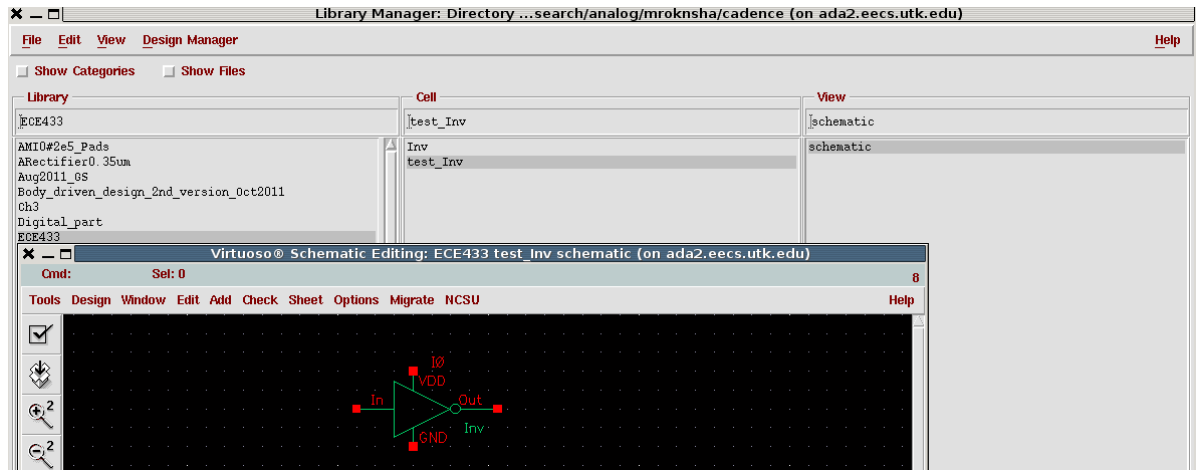 Library Manager: Directory ...search/analog/mroknsha/cadence (on ada2.eecs.utk.edu)
File Edit View Design Manager Help
Show Categories Show Files
Library Cell View
ECE433 test_Inv schematic
AMI0#2e5_Pads Inv schematic
ARectifier0.35um test_Inv
Aug2011_GS
Body_driven_design_2nd_version_Oct2011
Ch3
Digital_part
ECE433
Virtuoso® Schematic Editing: ECE433 test_Inv schematic (on ada2.eecs.utk.edu)
Cmd: Sel: 0 8
Tools Design Window Edit Add Check Sheet Options Migrate NCSU Help
I0
VDD
In Out
Inv
GND
2
2